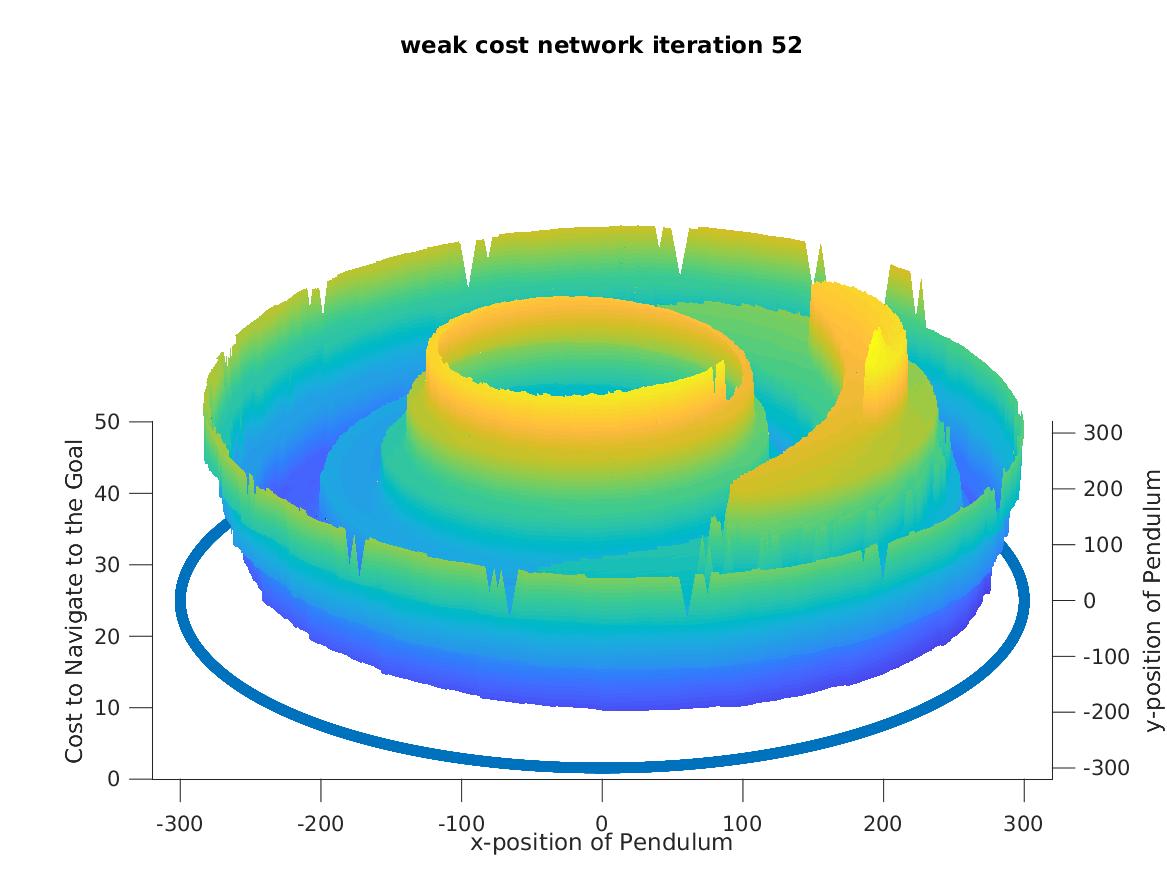 weak cost network iteration 52
Cost to Navigate to the Goal
50
40
30
20
10
0
-300 -200 -100 0 100 200 300
x-position of Pendulum
300
200
100
0
-100
-200
-300
y-position of Pendulum